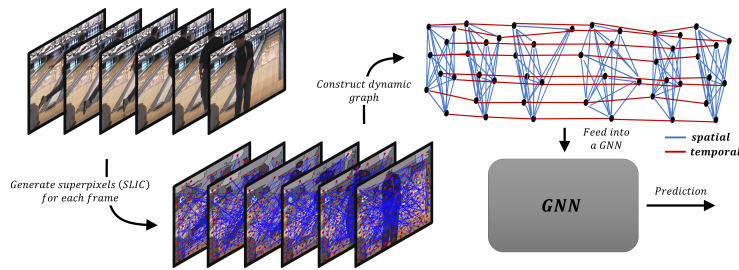 Construct dynamic
graph
Generate superpixels (SLIC)
for each frame
Feed into
a GNN
spatial
temporal
GNN
Prediction